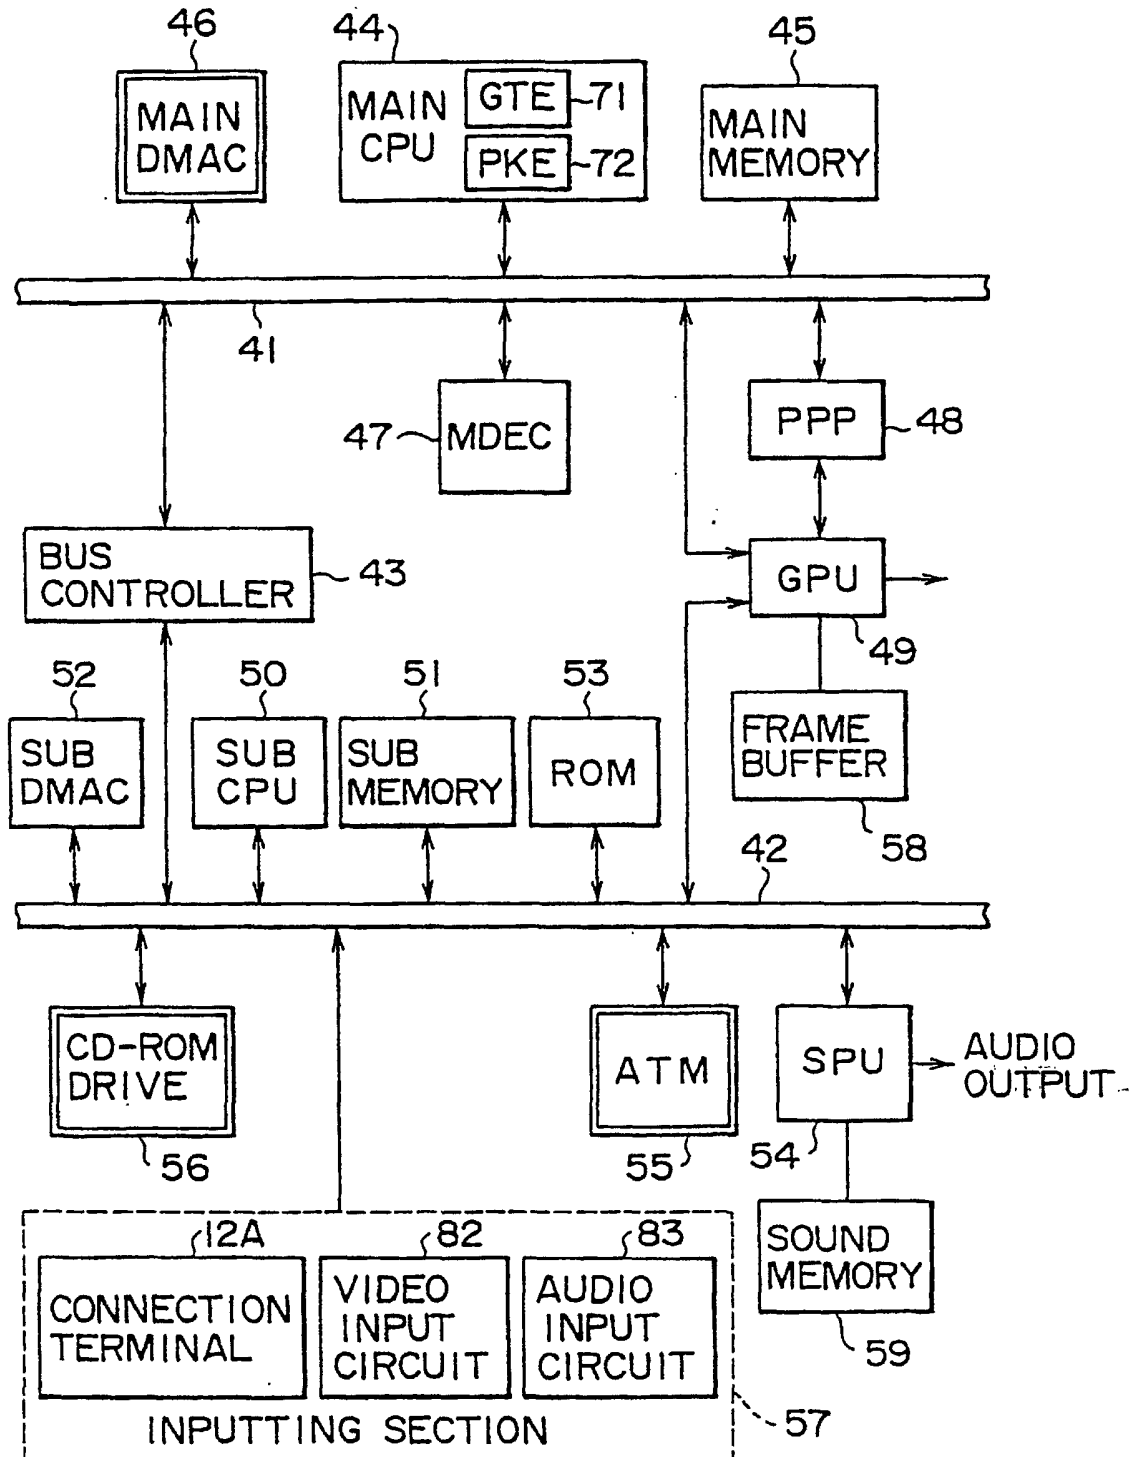 46
44
45
MAIN
DMAC
MAIN
CPU
GTE
71
PKE
72
MAIN
MEMORY
41
47
MDEC
PPP
48
BUS
CONTROLLER
43
GPU
49
52
50
51
53
SUB
DMAC
SUB
CPU
SUB
MEMORY
ROM
FRAME
BUFFER
58
42
CD-ROM
DRIVE
56
ATM
55
SPU
54
AUDIO
OUTPUT
12A
82
83
CONNECTION
TERMINAL
VIDEO
INPUT
CIRCUIT
AUDIO
INPUT
CIRCUIT
SOUND
MEMORY
59
57
INPUTTING SECTION